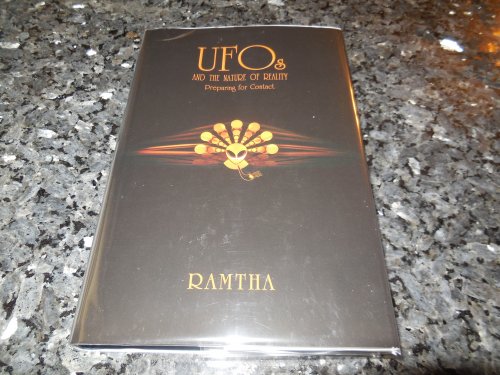 UFOs
AND THE NATURE OF REALITY
Preparing for Contact
RAMTHA